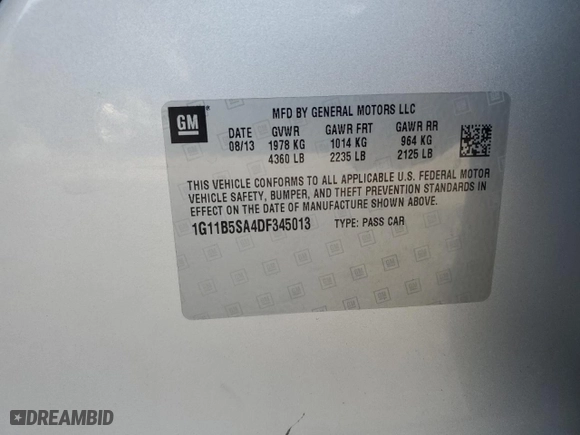 GM
MFD BY GENERAL MOTORS LLC
DATE GVWR GAWR FRT GAWR RR
08/13 1978 KG 1014 KG 964 KG
4360 LB 2235 LB 2125 LB
THIS VEHICLE CONFORMS TO ALL APPLICABLE U.S. FEDERAL MOTOR
VEHICLE SAFETY, BUMPER, AND THEFT PREVENTION STANDARDS IN
EFFECT ON THE DATE OF MANUFACTURE SHOWN ABOVE.
1G11B5SA4DF345013 TYPE: PASS CAR
DREAMBID